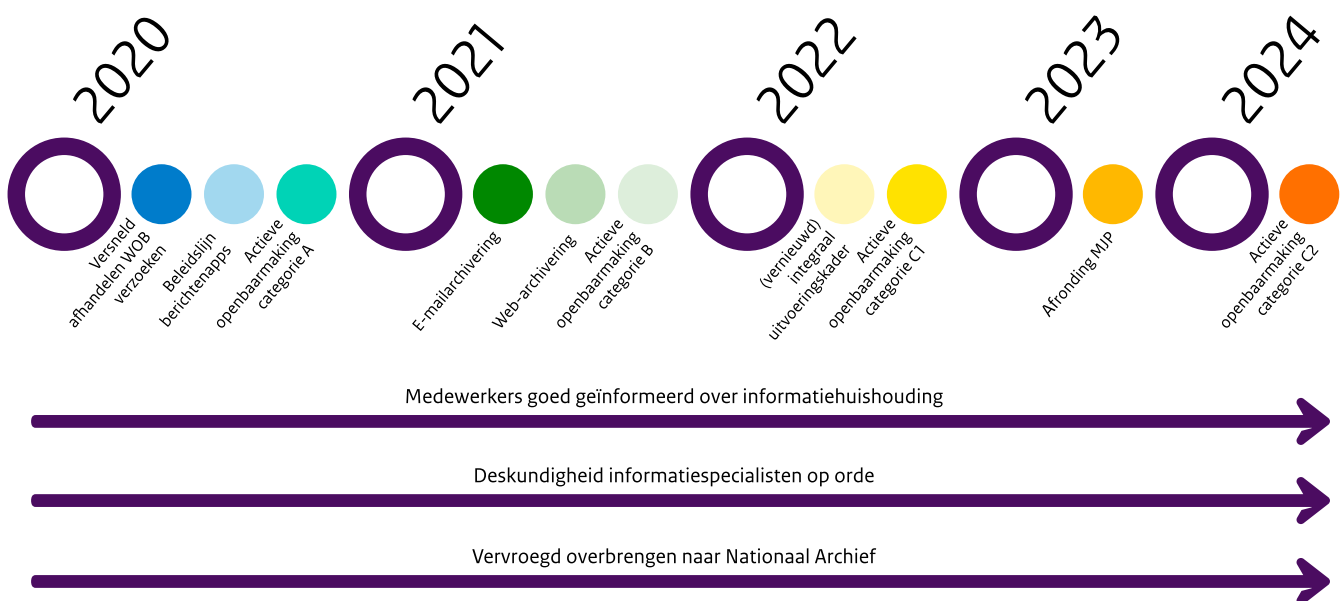 2020
Versneld
afhandelen WOB
verzoeken
Beleidslijn
berichtenapps
Actieve
openbaarmaking
categorie A
2021
E-mailarchivering
Web-archivering
Actieve
openbaarmaking
categorie B
2022
(vernieuwd)
integraal
uitvoeringskader
Actieve
openbaarmaking
categorie C1
2023
Afronding MJP
2024
Actieve
openbaarmaking
categorie C2
Medewerkers goed geïnformeerd over informatiehuishouding
Deskundigheid informatiespecialisten op orde
Vervroegd overbrengen naar Nationaal Archief